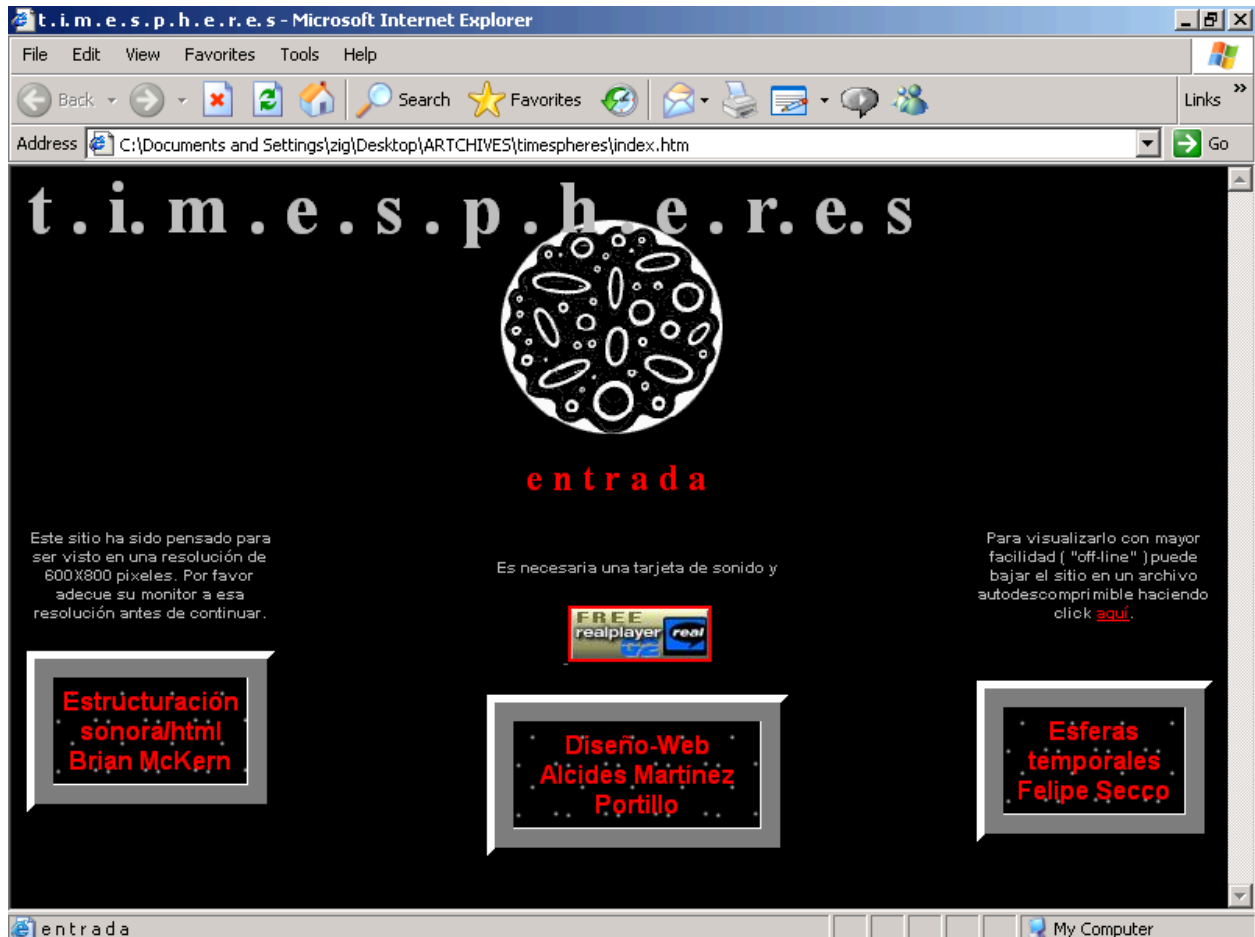 t . i . m . e . s . p . h . e . r . e. s - Microsoft Internet Explorer
File Edit View Favorites Tools Help
Back Search Favorites Links »
Address C:\Documents and Settings\zig\Desktop\ARTCHIVES\timespheres\index.htm Go
t . i. m . e . s . p . h . e . r. e. s
e n t r a d a
Este sitio ha sido pensado para
ser visto en una resolución de
600X800 pixeles. Por favor
adecue su monitor a esa
resolución antes de continuar.
Es necesaria una tarjeta de sonido y
FREE
realplayer real
G2
Para visualizarlo con mayor
facilidad ( "off-line" )puede
bajar el sitio en un archivo
autodescomprimible haciendo
click aquí.
Estructuración
sonora/html
Brian McKern
Diseño-Web
Alcides Martínez
Portillo
Esferas
temporales
Felipe Secco
e n t r a d a
My Computer